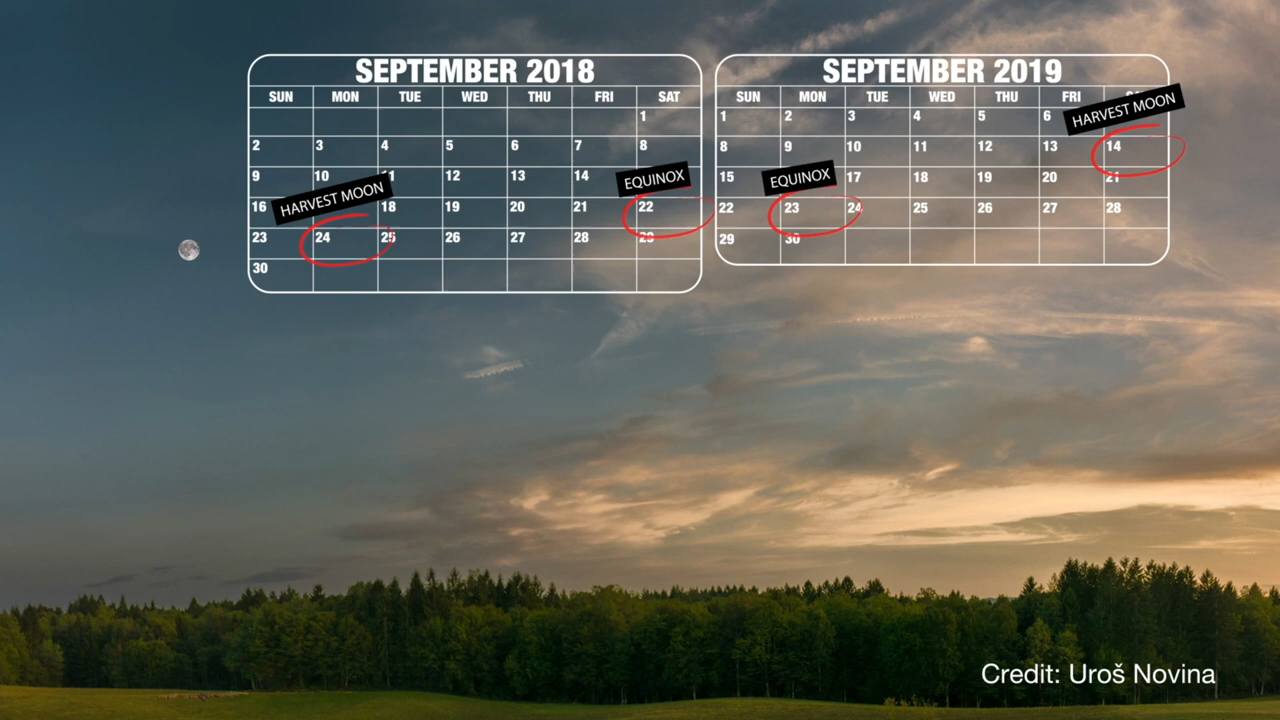 SEPTEMBER 2018
SUN MON TUE WED THU FRI SAT
1
2 3 4 5 6 7 8
9 10 11 12 13 14
HARVEST MOON
EQUINOX
16 18 19 20 21 22
23 24 25 26 27 28 29
30
SEPTEMBER 2019
SUN MON TUE WED THU FRI
HARVEST MOON
1 2 3 4 5 6
8 9 10 11 12 13 14
EQUINOX
15 17 18 19 20 21
22 23 24 25 26 27 28
29 30
Credit: Uroš Novina